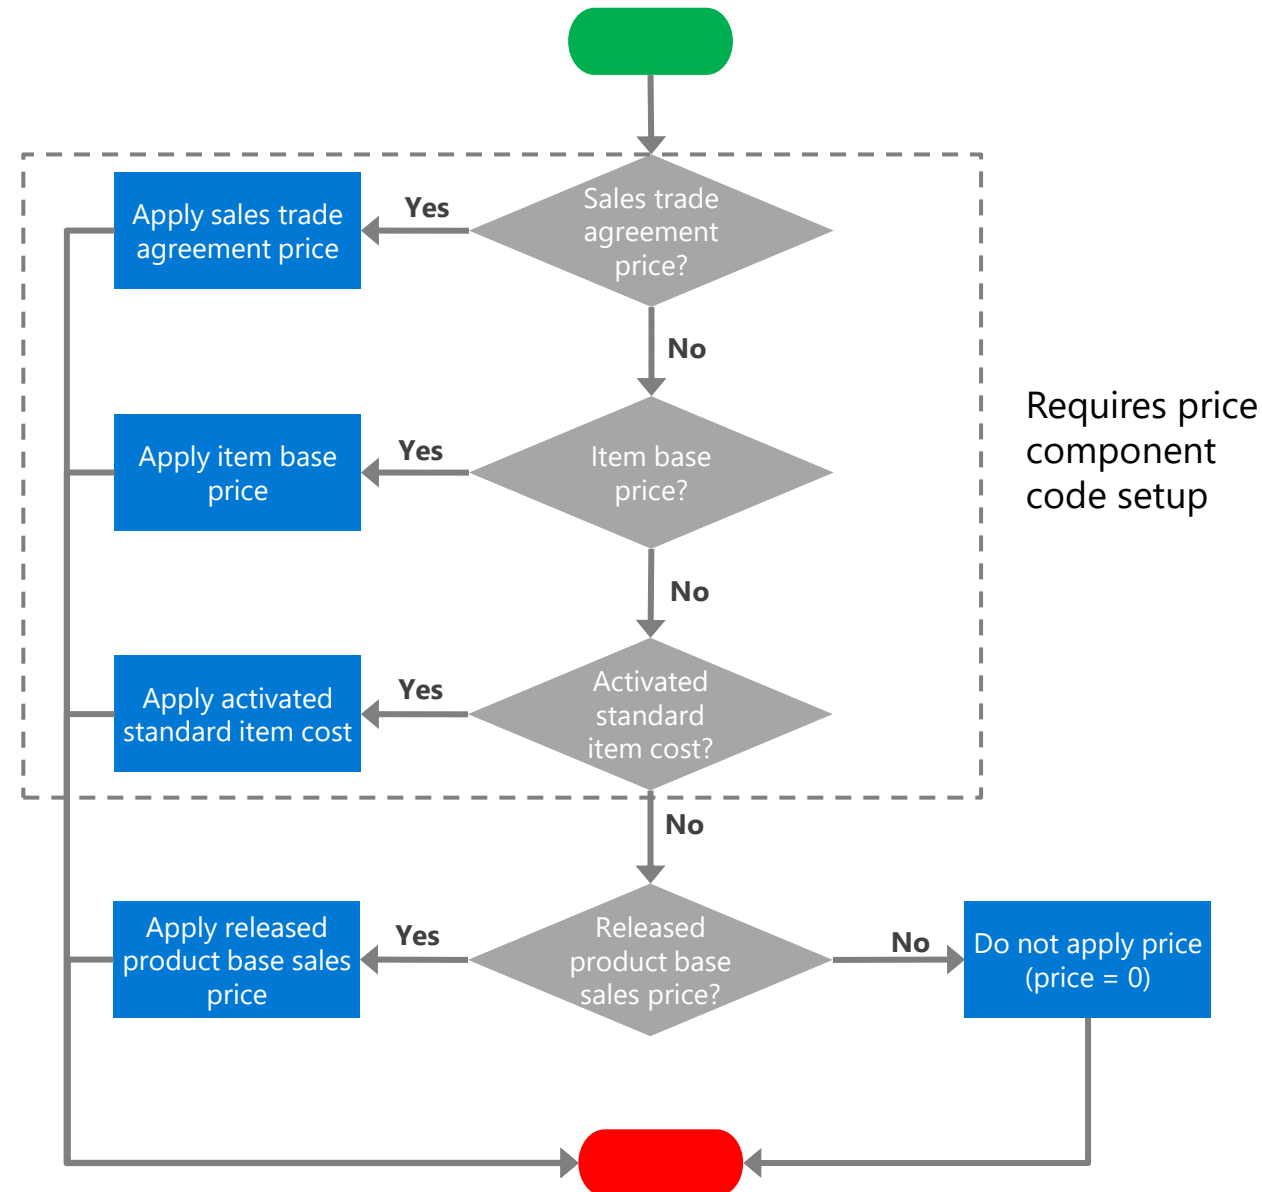 Apply sales trade
agreement price
Yes
Sales trade
agreement
price?
No
Apply item base
price
Yes
Item base
price?
Requires price
component
code setup
No
Apply activated
standard item cost
Yes
Activated
standard
item cost?
No
Apply released
product base sales
price
Yes
Released
product base
sales price?
No
Do not apply price
(price = 0)